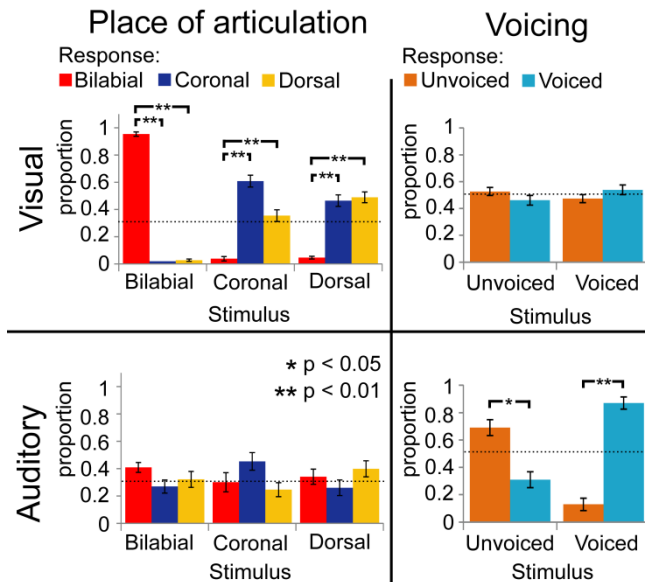 Place of articulation
Response:
Bilabial Coronal Dorsal
Voicing
Response:
Unvoiced Voiced
Visual
proportion
1
0.8
0.6
0.4
0.2
0
**
**
**
**
**
**
Bilabial Coronal Dorsal
Stimulus
proportion
1
0.8
0.6
0.4
0.2
0
Unvoiced Voiced
Stimulus
Auditory
proportion
1
0.8
0.6
0.4
0.2
0
* p < 0.05
** p < 0.01
Bilabial Coronal Dorsal
Stimulus
proportion
1
0.8
0.6
0.4
0.2
0
*
**
Unvoiced Voiced
Stimulus